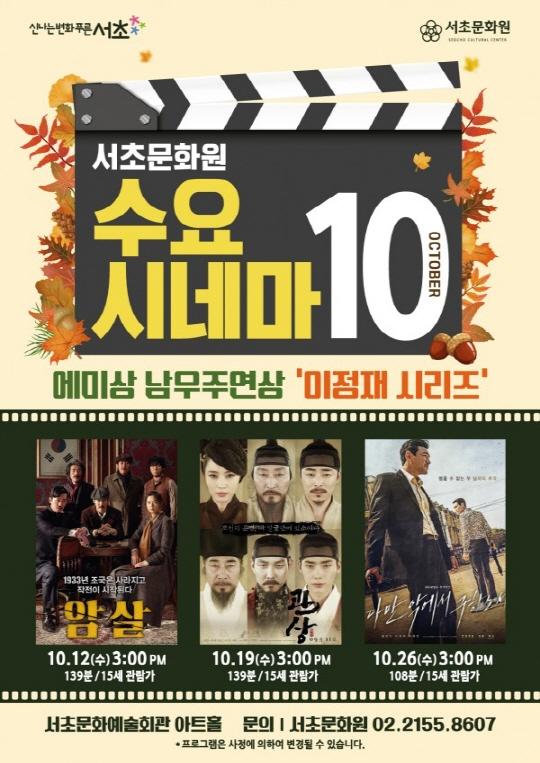 신나는 변화 푸른 서초
서초문화원
SEOCHO CULTURAL CENTER
서초문화원
수요
시네마
10
OCTOBER
에미상 남우주연상 '이정재 시리즈'
1933년 조국은 사라지고
작전이 시작된다
암살
관상
다만 악에서 구하소서
10.12(수) 3:00 PM
139분 / 15세 관람가
10.19(수) 3:00 PM
139분 / 15세 관람가
10.26(수) 3:00 PM
108분 / 15세 관람가
서초문화예술회관 아트홀 문의 | 서초문화원 02.2155.8607
* 프로그램은 사정에 의하여 변경될 수 있습니다.